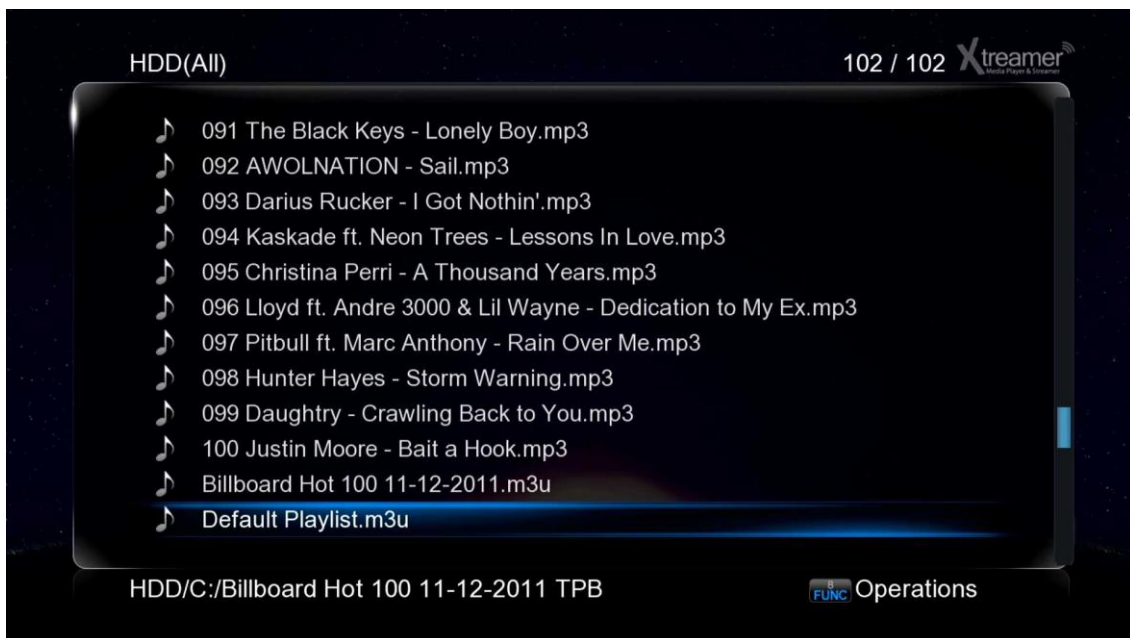 HDD(All)
102 / 102 Xtreamer
Media Player & Streamer
091 The Black Keys - Lonely Boy.mp3
092 AWOLNATION - Sail.mp3
093 Darius Rucker - I Got Nothin'.mp3
094 Kaskade ft. Neon Trees - Lessons In Love.mp3
095 Christina Perri - A Thousand Years.mp3
096 Lloyd ft. Andre 3000 & Lil Wayne - Dedication to My Ex.mp3
097 Pitbull ft. Marc Anthony - Rain Over Me.mp3
098 Hunter Hayes - Storm Warning.mp3
099 Daughtry - Crawling Back to You.mp3
100 Justin Moore - Bait a Hook.mp3
Billboard Hot 100 11-12-2011.m3u
Default Playlist.m3u
HDD/C:/Billboard Hot 100 11-12-2011 TPB
8
FUNC Operations